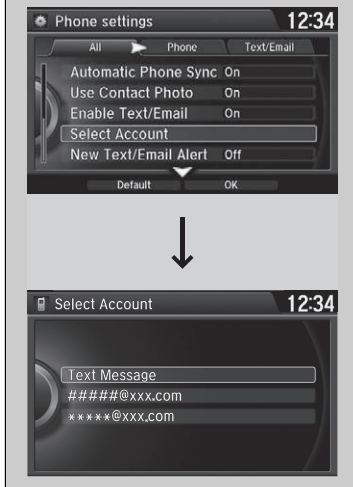 Phone settings 12:34
All Phone Text/Email
Automatic Phone Sync On
Use Contact Photo On
Enable Text/Email On
Select Account
New Text/Email Alert Off
Default OK
Select Account 12:34
Text Message
#####@xxx.com
*****@xxx.com